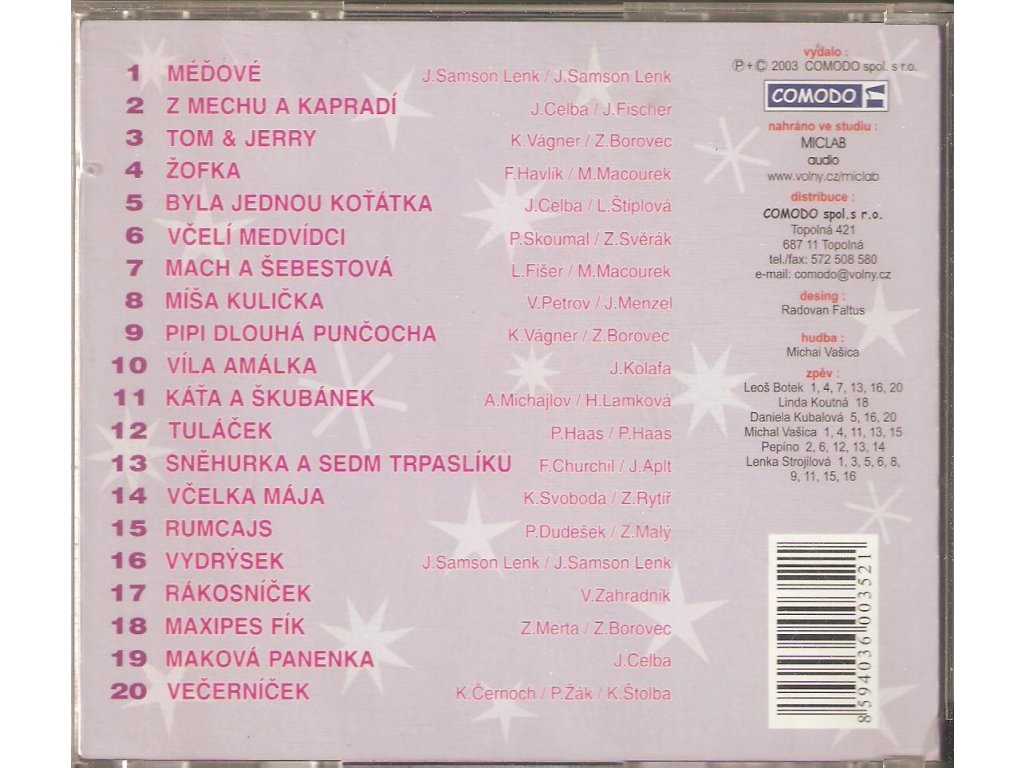 1 MÉĎOVÉ J.Samson Lenk / J.Samson Lenk
2 Z MECHU A KAPRADÍ J.Celba / J.Fischer
3 TOM & JERRY K.Vágner / Z.Borovec
4 ŽOFKA F.Havlík / M.Macourek
5 BYLA JEDNOU KOŤÁTKA J.Celba / L.Štíplová
6 VČELÍ MEDVÍDCI P.Skoumal / Z.Svěrák
7 MACH A ŠEBESTOVÁ L.Fišer / M.Macourek
8 MÍŠA KULIČKA V.Petrov / J.Menzel
9 PIPI DLOUHÁ PUNČOCHA K.Vágner / Z.Borovec
10 VÍLA AMÁLKA J.Kolafa
11 KÁŤA A ŠKUBÁNEK A.Michajlov / H.Lamková
12 TULÁČEK P.Haas / P.Haas
13 SNĚHURKA A SEDM TRPASLÍKU F.Churchil / J.Aplt
14 VČELKA MÁJA K.Svoboda / Z.Rytíř
15 RUMCAJS P.Dudešek / Z.Malý
16 VYDRÝSEK J.Samson Lenk / J.Samson Lenk
17 RÁKOSNÍČEK V.Zahradník
18 MAXIPES FÍK Z.Merta / Z.Borovec
19 MAKOVÁ PANENKA J.Celba
20 VEČERNÍČEK K.Černoch / P.Žák / K.Štolba
vydalo :
℗+© 2003 COMODO spol. s r.o.
COMODO
nahráno ve studiu :
MICLAB
audio
www.volny.cz/miclab
distribuce :
COMODO spol.s r.o.
Topolná 421
687 11 Topolná
tel./fax: 572 508 580
e-mail: comodo@volny.cz
desing :
Radovan Faltus
hudba :
Michal Vašica
zpěv :
Leoš Botek 1, 4, 7, 13, 16, 20
Linda Koutná 18
Daniela Kubalová 5, 16, 20
Michal Vašica 1, 4, 11, 13, 15
Pepíno 2, 6, 12, 13, 14
Lenka Strojilová 1, 3, 5, 6, 8,
9, 11, 15, 16
8594036003521